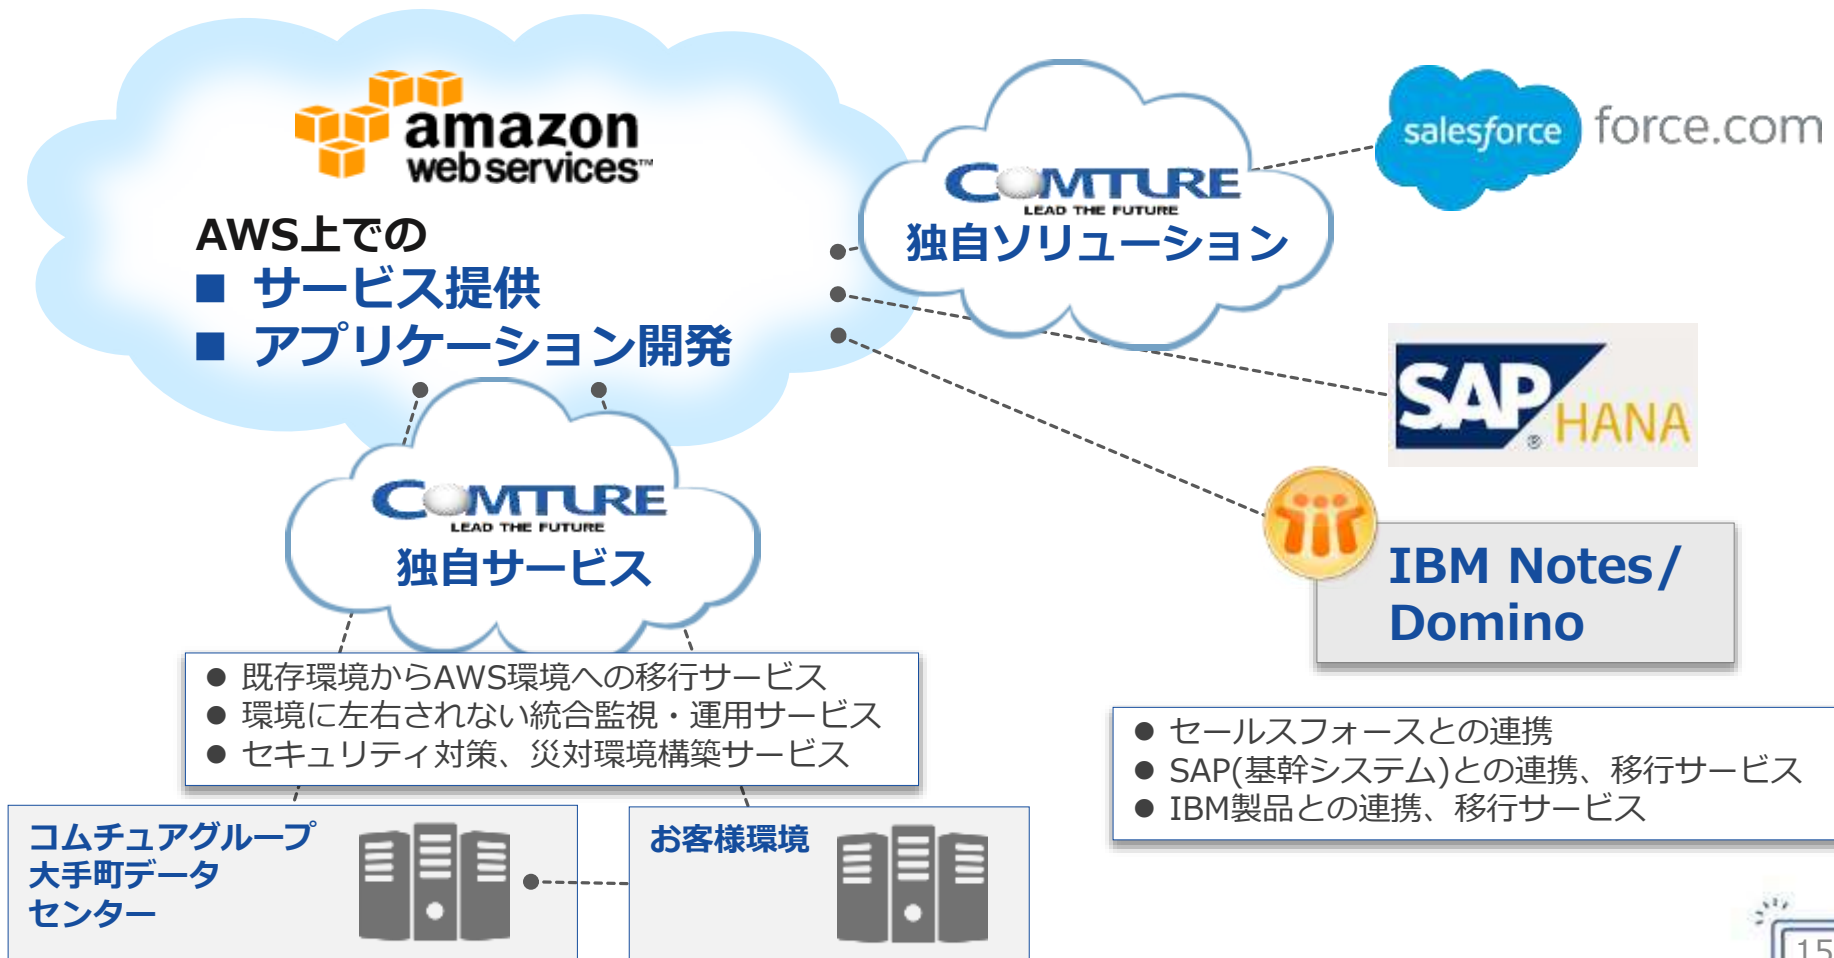 amazon
web services™
AWS上での
■ サービス提供
■ アプリケーション開発
COMTURE
LEAD THE FUTURE
独自ソリューション
salesforce
force.com
SAP
®
HANA
IBM Notes/
Domino
COMTURE
LEAD THE FUTURE
独自サービス
● 既存環境からAWS環境への移行サービス
● 環境に左右されない統合監視・運用サービス
● セキュリティ対策、災対環境構築サービス
● セールスフォースとの連携
● SAP(基幹システム)との連携、移行サービス
● IBM製品との連携、移行サービス
コムチュアグループ
大手町データ
センター
お客様環境
15